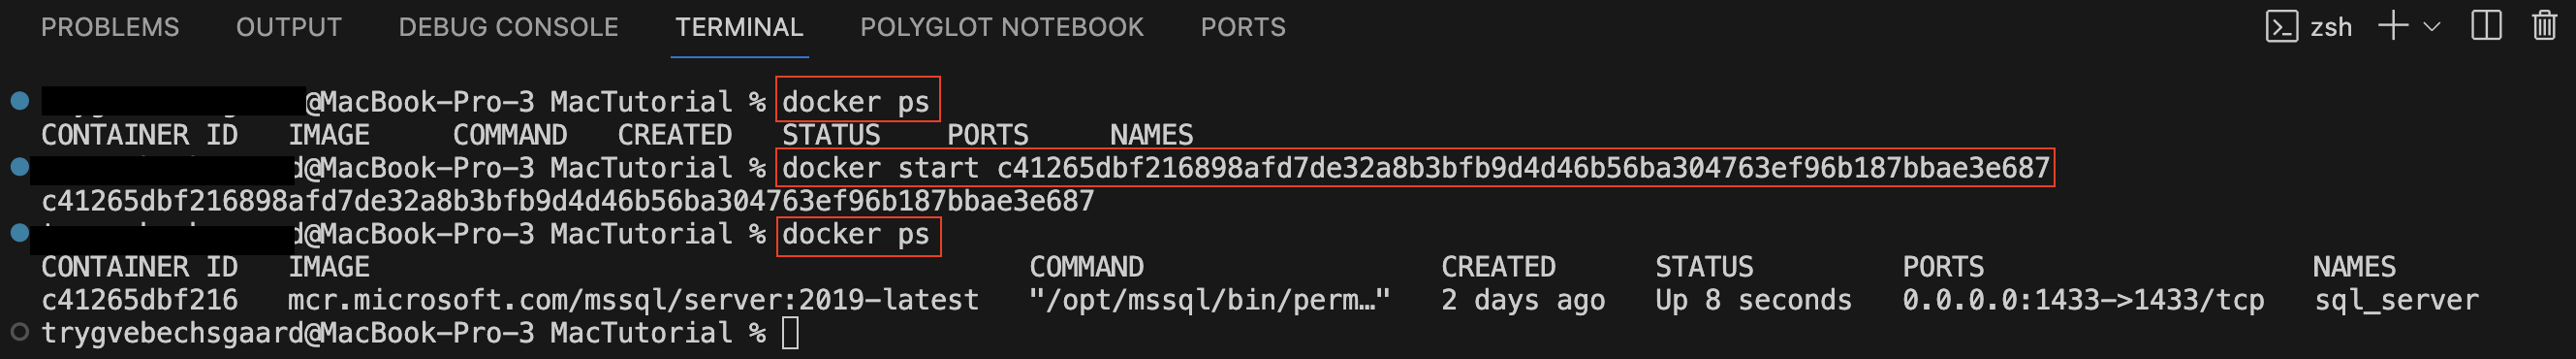 PROBLEMS OUTPUT DEBUG CONSOLE TERMINAL POLYGLOT NOTEBOOK PORTS zsh
@MacBook-Pro-3 MacTutorial % docker ps
CONTAINER ID IMAGE COMMAND CREATED STATUS PORTS NAMES
d@MacBook-Pro-3 MacTutorial % docker start c41265dbf216898afd7de32a8b3bfb9d4d46b56ba304763ef96b187bbae3e687
c41265dbf216898afd7de32a8b3bfb9d4d46b56ba304763ef96b187bbae3e687
d@MacBook-Pro-3 MacTutorial % docker ps
CONTAINER ID IMAGE COMMAND CREATED STATUS PORTS NAMES
c41265dbf216 mcr.microsoft.com/mssql/server:2019-latest "/opt/mssql/bin/perm…" 2 days ago Up 8 seconds 0.0.0.0:1433->1433/tcp sql_server
trygvebechsgaard@MacBook-Pro-3 MacTutorial %